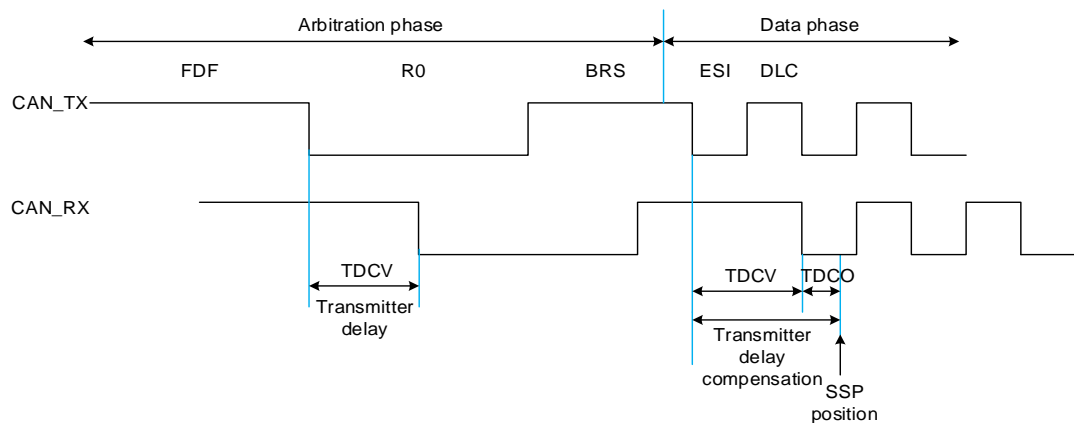 Arbitration phase
Data phase
FDF
R0
BRS
ESI
DLC
CAN_TX
CAN_RX
TDCV
TDCV
TDCO
Transmitter
delay
Transmitter
delay
compensation
SSP
position